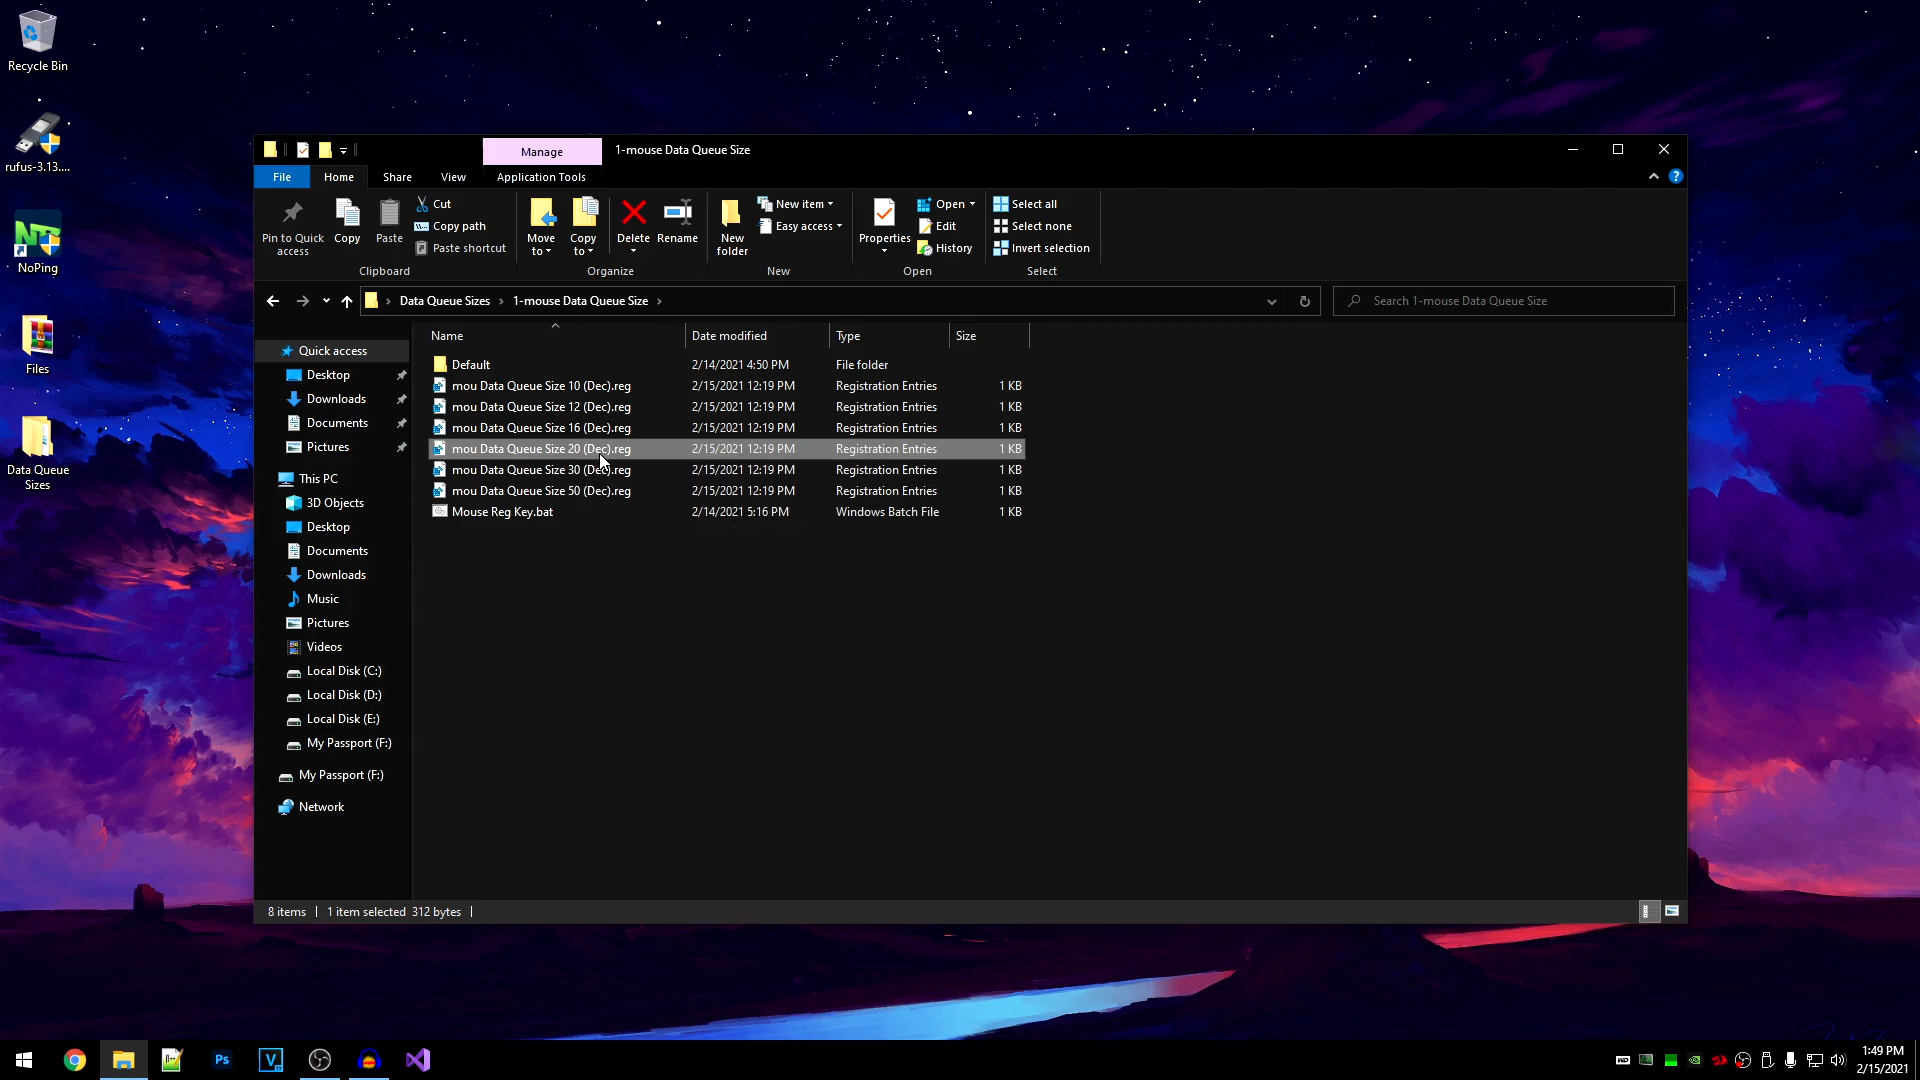 Recycle Bin
rufus-3.13....
NoPing
Files
Data Queue
Sizes
Manage
1-mouse Data Queue Size
File
Home
Share
View
Application Tools
Pin to Quick
access
Copy
Paste
Cut
Copy path
Paste shortcut
Clipboard
Move
to
Copy
to
Delete
Rename
Organize
New
folder
New item
Easy access
New
Properties
Open
Edit
History
Open
Select all
Select none
Invert selection
Select
Data Queue Sizes
1-mouse Data Queue Size
Search 1-mouse Data Queue Size
Quick access
Desktop
Downloads
Documents
Pictures
This PC
3D Objects
Desktop
Documents
Downloads
Music
Pictures
Videos
Local Disk (C:)
Local Disk (D:)
Local Disk (E:)
My Passport (F:)
My Passport (F:)
Network
Name Date modified Type Size
Default 2/14/2021 4:50 PM File folder
mou Data Queue Size 10 (Dec).reg 2/15/2021 12:19 PM Registration Entries 1 KB
mou Data Queue Size 12 (Dec).reg 2/15/2021 12:19 PM Registration Entries 1 KB
mou Data Queue Size 16 (Dec).reg 2/15/2021 12:19 PM Registration Entries 1 KB
mou Data Queue Size 20 (Dec).reg 2/15/2021 12:19 PM Registration Entries 1 KB
mou Data Queue Size 30 (Dec).reg 2/15/2021 12:19 PM Registration Entries 1 KB
mou Data Queue Size 50 (Dec).reg 2/15/2021 12:19 PM Registration Entries 1 KB
Mouse Reg Key.bat 2/14/2021 5:16 PM Windows Batch File 1 KB
8 items
1 item selected 312 bytes
Ps
V
WD
1:49 PM
2/15/2021